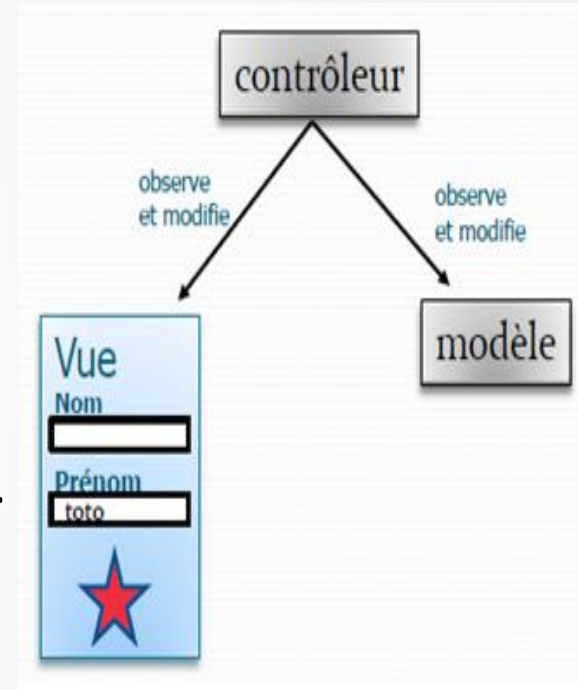 contrôleur
observe
et modifie
observe
et modifie
modèle
Vue
Nom
Prénom
toto
.